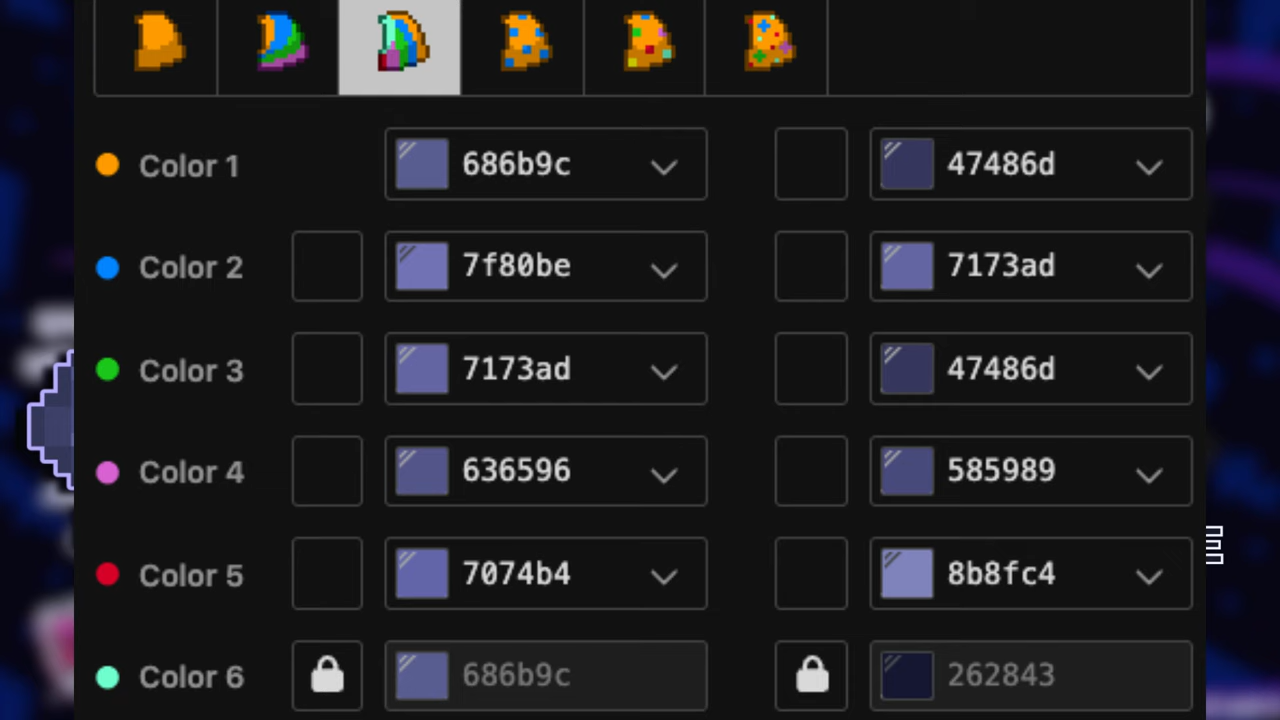 Color 1 686b9c 47486d
Color 2 7f80be 7173ad
Color 3 7173ad 47486d
Color 4 636596 585989
Color 5 7074b4 8b8fc4
Color 6 686b9c 262843